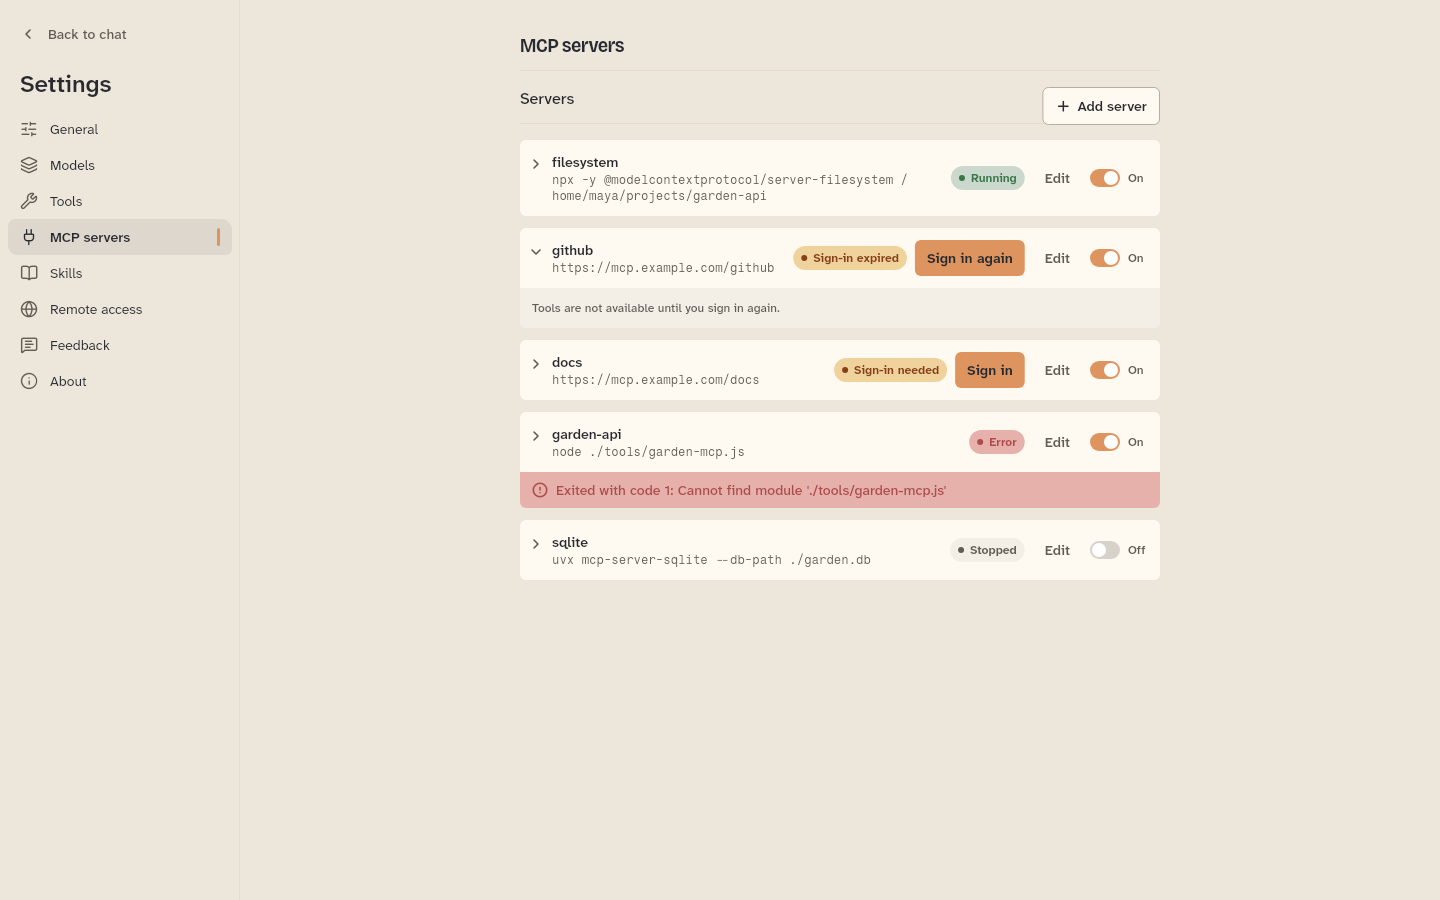 Back to chat
Settings
General
Models
Tools
MCP servers
Skills
Remote access
Feedback
About
MCP servers
Servers
Add server
filesystem
npx -y @modelcontextprotocol/server-filesystem /
home/maya/projects/garden-api
Running
Edit
On
github
https://mcp.example.com/github
Sign-in expired
Sign in again
Edit
On
Tools are not available until you sign in again.
docs
https://mcp.example.com/docs
Sign-in needed
Sign in
Edit
On
garden-api
node ./tools/garden-mcp.js
Error
Edit
On
Exited with code 1: Cannot find module './tools/garden-mcp.js'
sqlite
uvx mcp-server-sqlite --db-path ./garden.db
Stopped
Edit
Off